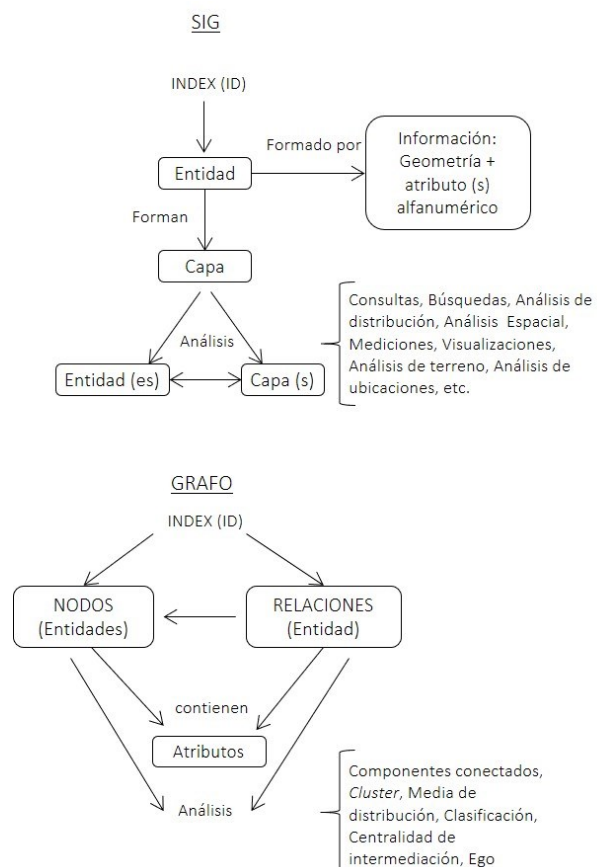 SIG
INDEX (ID)
Formado por
Información:
Geometría +
atributo (s)
alfanumérico
Entidad
Forman
Capa
Análisis
Entidad (es)
Capa (s)
Consultas, Búsquedas, Análisis de
distribución, Análisis Espacial,
Mediciones, Visualizaciones,
Análisis de terreno, Análisis de
ubicaciones, etc.
GRAFO
INDEX (ID)
NODOS
(Entidades)
RELACIONES
(Entidad)
contienen
Atributos
Análisis
Componentes conectados,
Cluster, Media de
distribución, Clasificación,
Centralidad de
intermediación, Ego